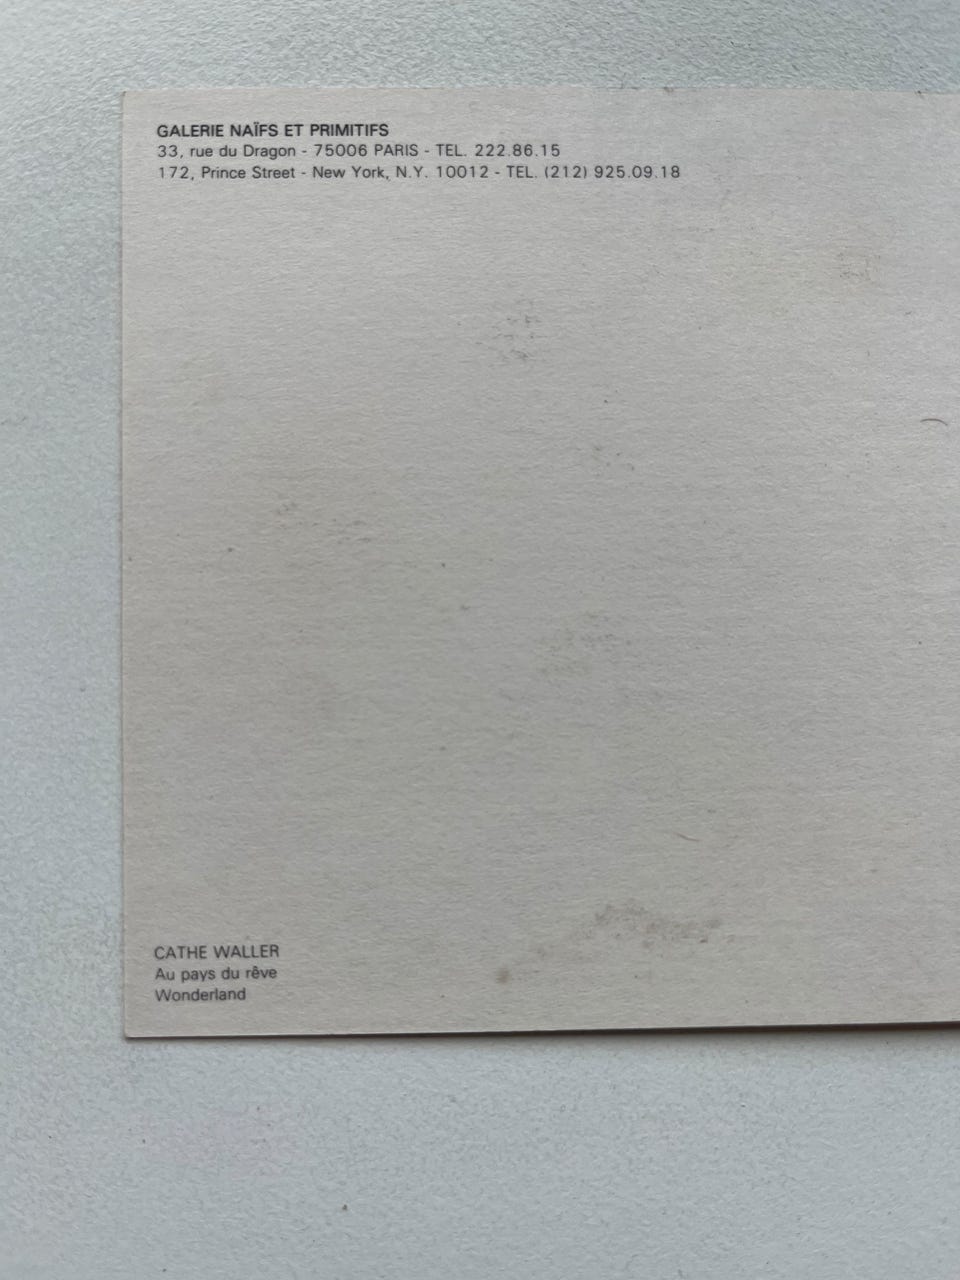 GALERIE NAÏFS ET PRIMITIFS
33, rue du Dragon - 75006 PARIS - TEL. 222.86.15
172, Prince Street - New York, N.Y. 10012 - TEL. (212) 925.09.18
CATHE WALLER
Au pays du rêve
Wonderland